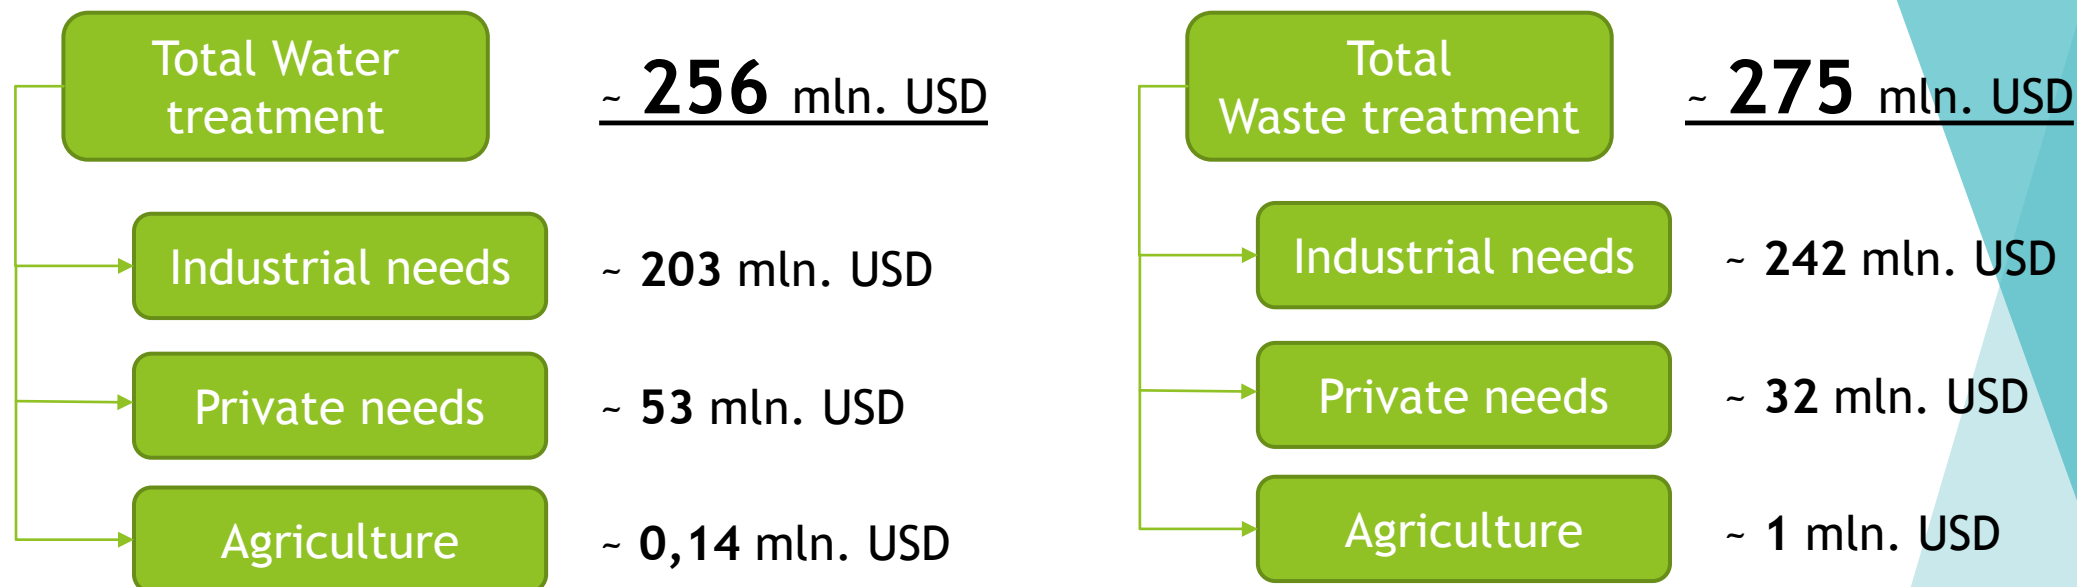 Total Water
treatment
~ 256 mln. USD
Industrial needs
~ 203 mln. USD
Private needs
~ 53 mln. USD
Agriculture
~ 0,14 mln. USD
Total
Waste treatment
~ 275 mln. USD
Industrial needs
~ 242 mln. USD
Private needs
~ 32 mln. USD
Agriculture
~ 1 mln. USD